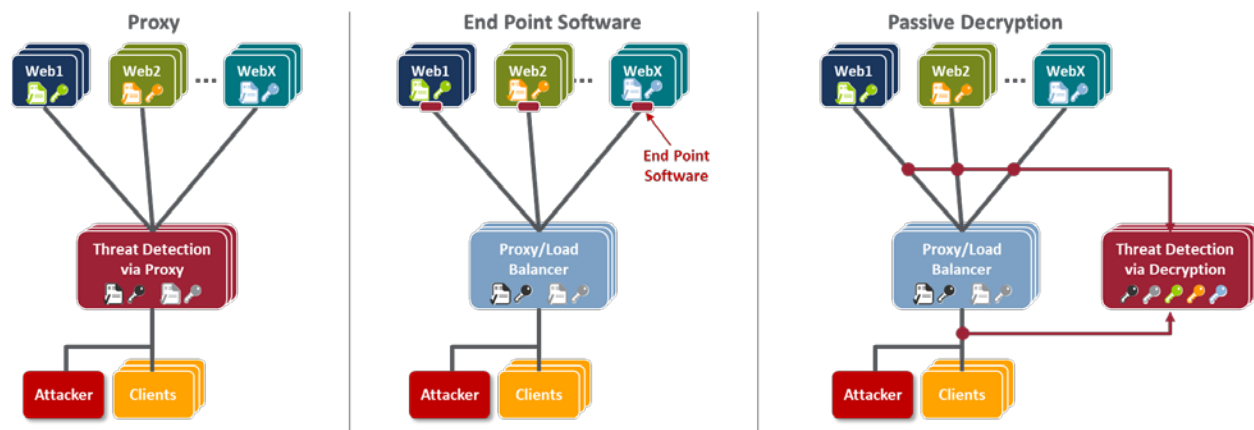 Proxy
Web1
Web2
...
WebX
Threat Detection
via Proxy
Attacker
Clients
End Point Software
Web1
Web2
...
WebX
End Point
Software
Proxy/Load
Balancer
Attacker
Clients
Passive Decryption
Web1
Web2
...
WebX
Proxy/Load
Balancer
Threat Detection
via Decryption
Attacker
Clients